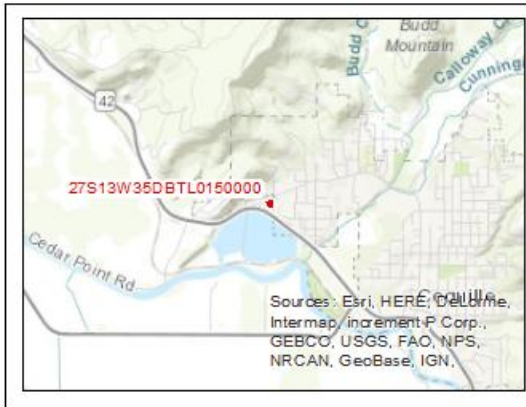 Budd
Mountain
Budd C
Calloway C
Cunning
42
27S13W35DBTL0150000
Cedar Point Rd
Coquille
Sources: Esri, HERE, DeLorme,
Intermap, increment P Corp.,
GEBCO, USGS, FAO, NPS,
NRCAN, GeoBase, IGN,